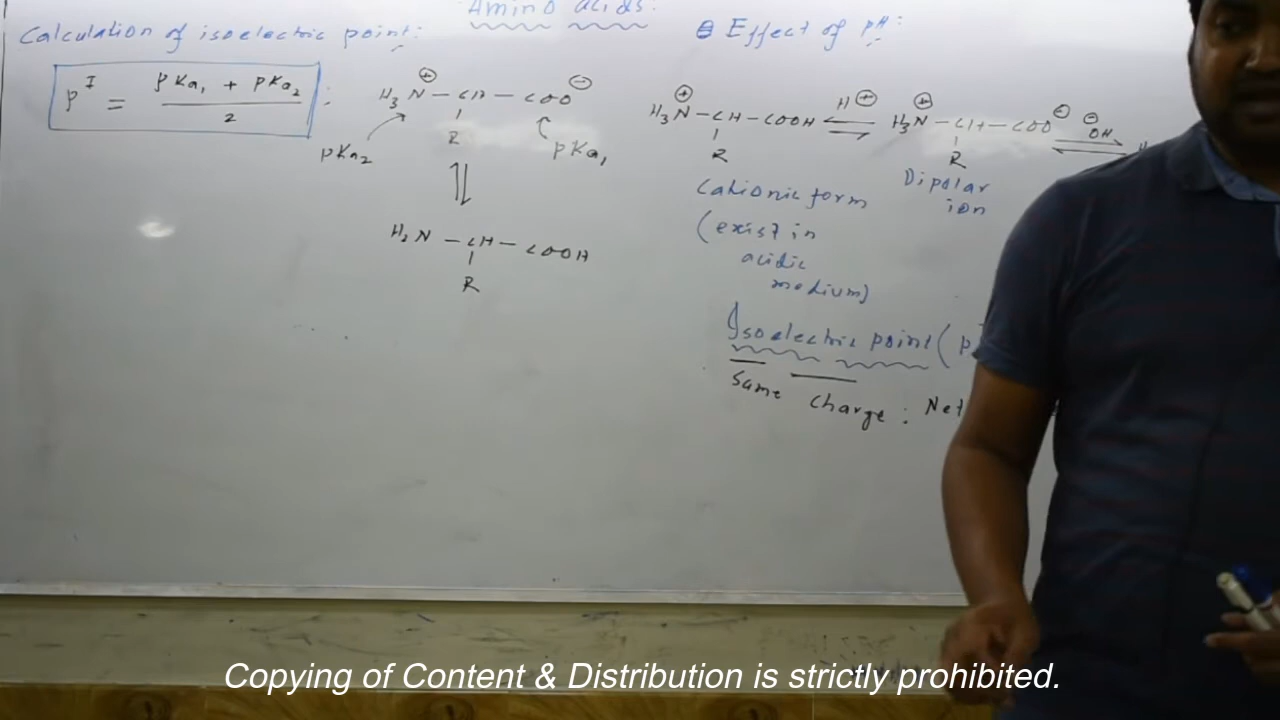 Amino acids:
Calculation of isoelectric point:
pI = pKa1 + pKa2 / 2 :
H3N⊕ — CH — COO⊖
R
pKa2
pKa1
H2N — CH — COOH
R
Effect of pH:
H3N⊕ — CH — COOH H⊕ H3N⊕ — CH — COO⊖ ⊖OH
R
R
Cationic form
(exist in
acidic
medium)
Dipolar
ion
Isoelectric point (p
Same charge : Net
Copying of Content & Distribution is strictly prohibited.